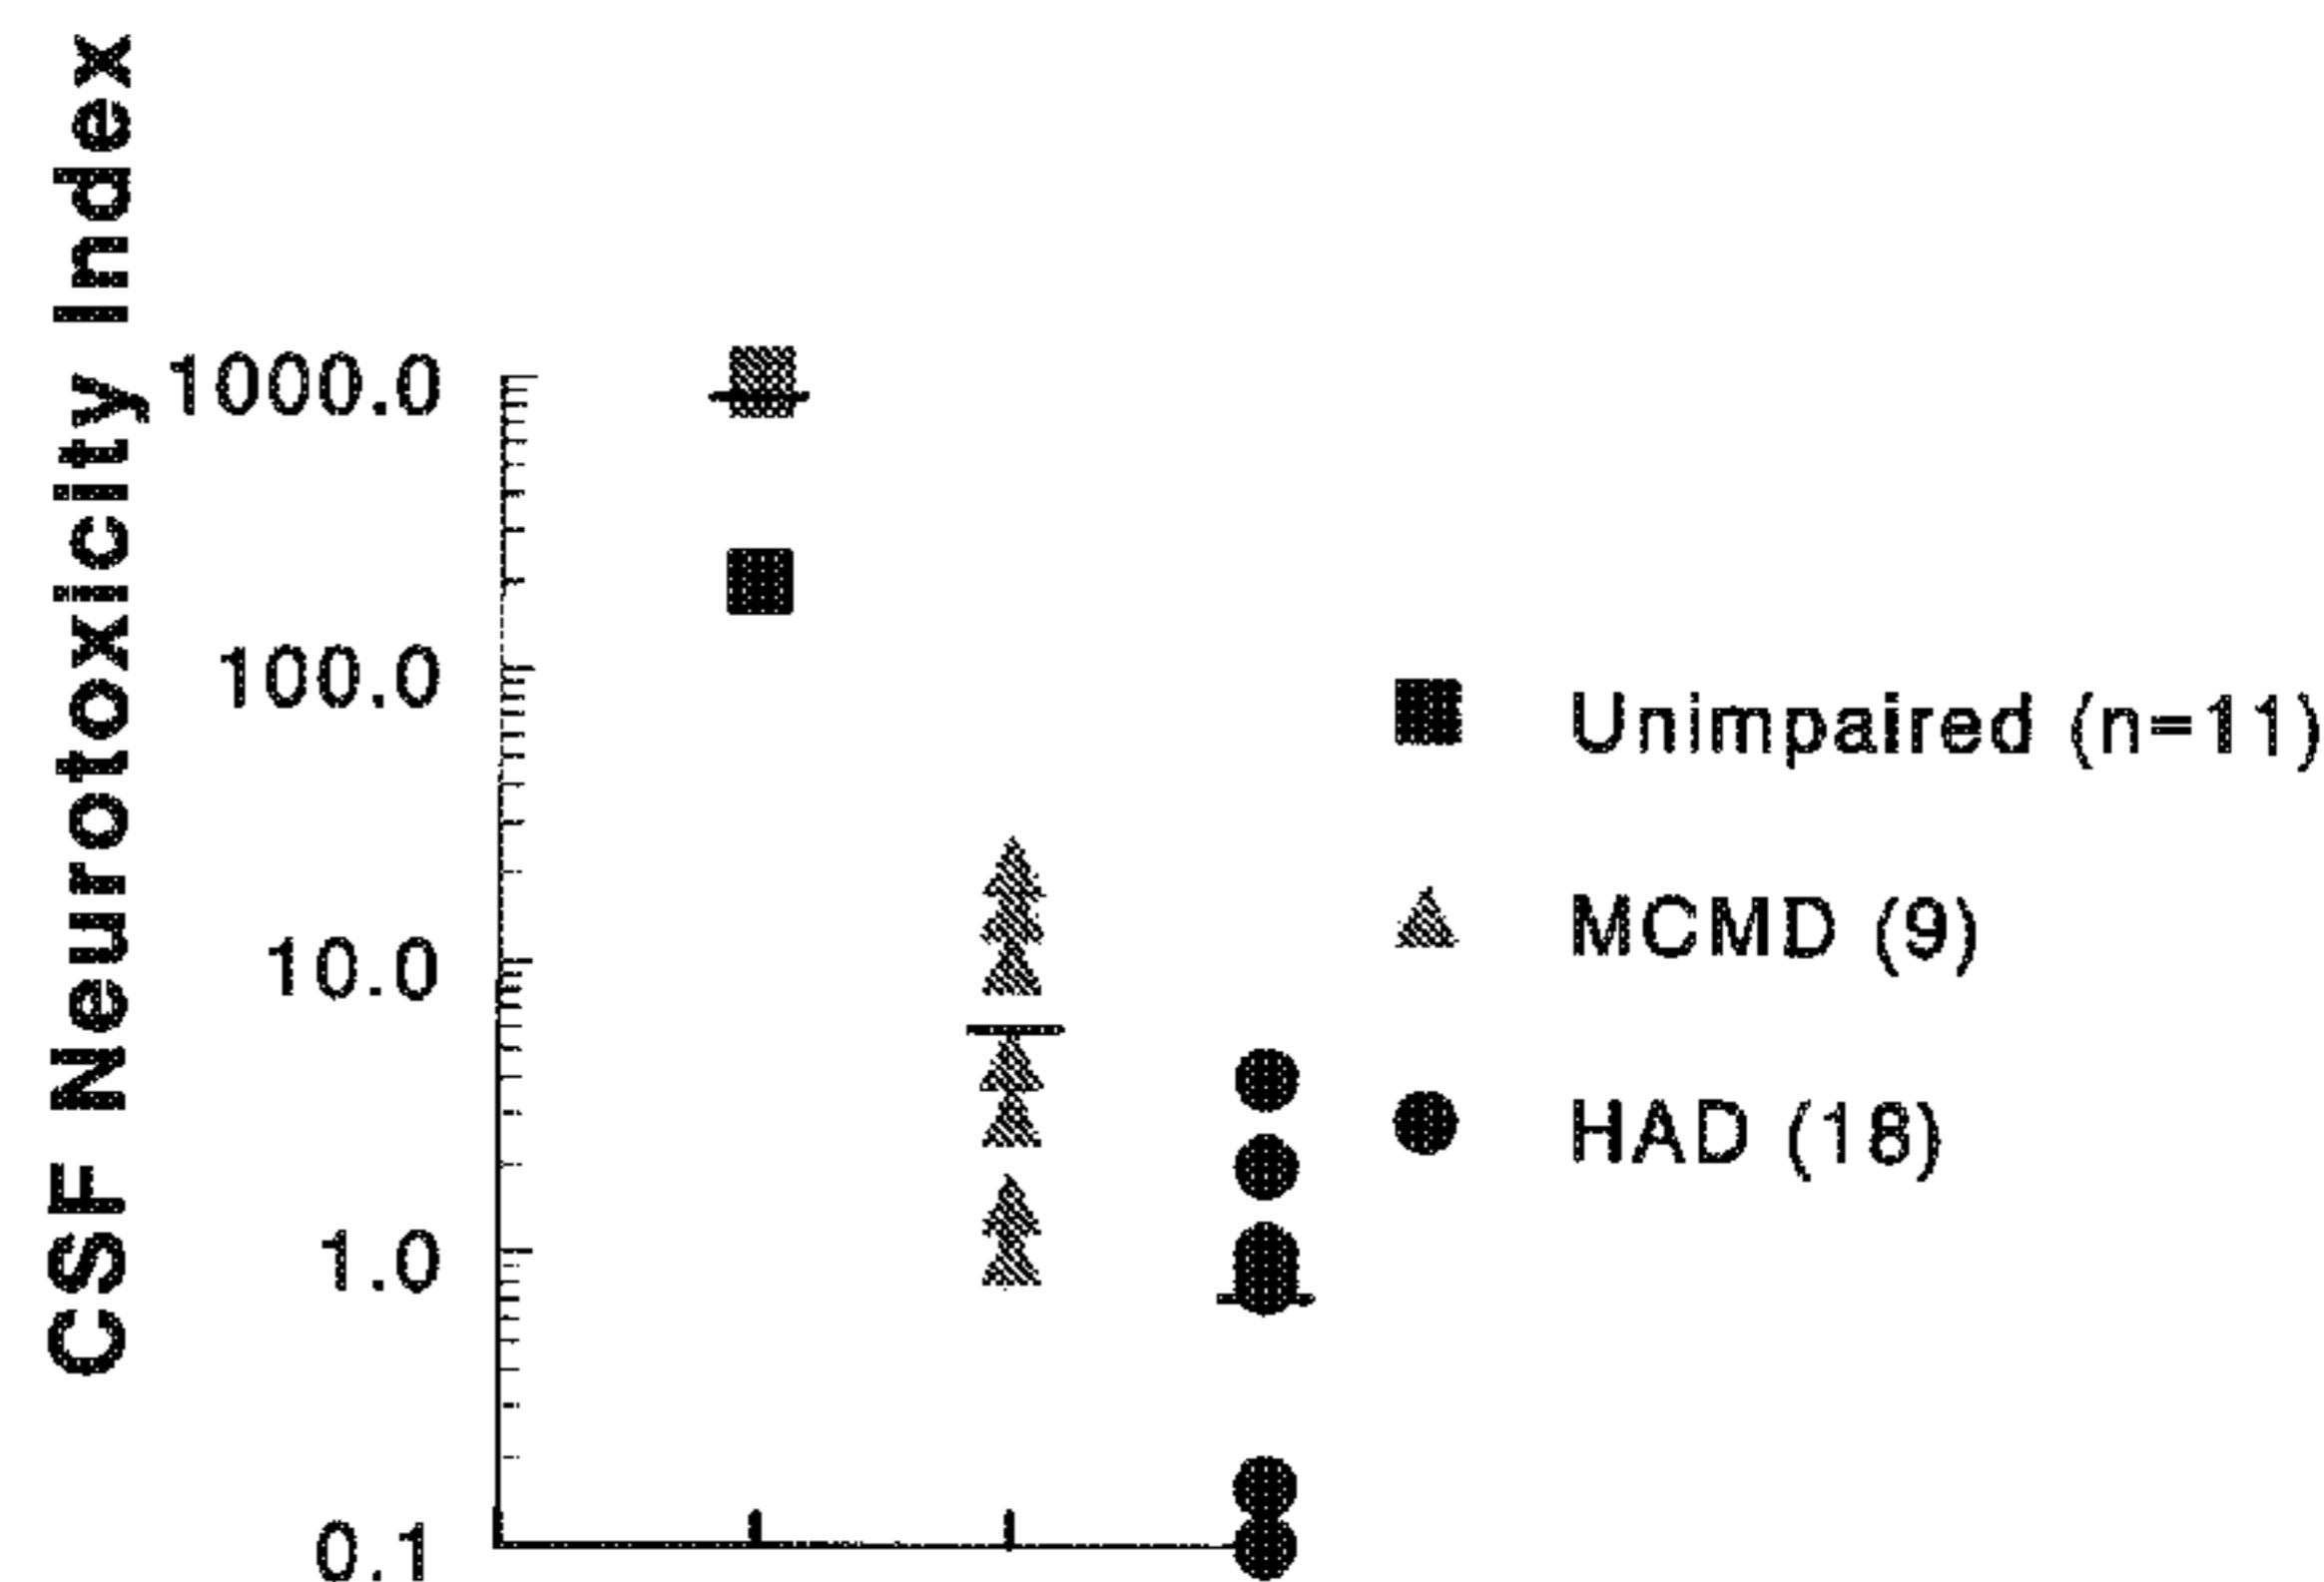 CSF Neurotoxicity Index
1000.0
100.0
10.0
1.0
0.1
Unimpaired (n=11)
MCMD (9)
HAD (18)